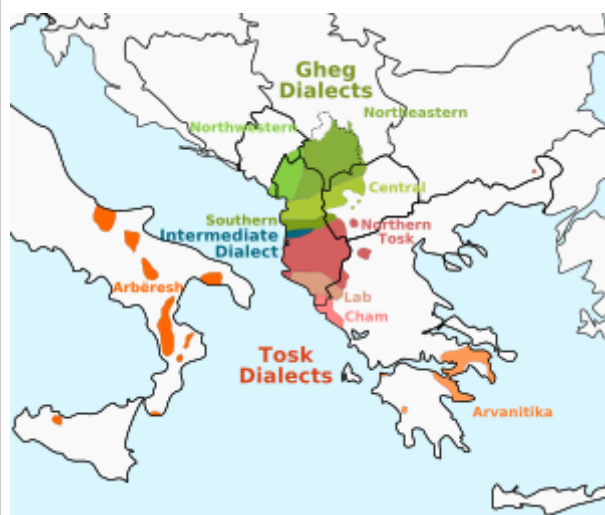 Gheg
Dialects
Northeastern
Northwestern
Central
Southern
Northern
Tosk
Intermediate
Dialect
Arbëresh
Lab
Cham
Tosk
Dialects
Arvanitika